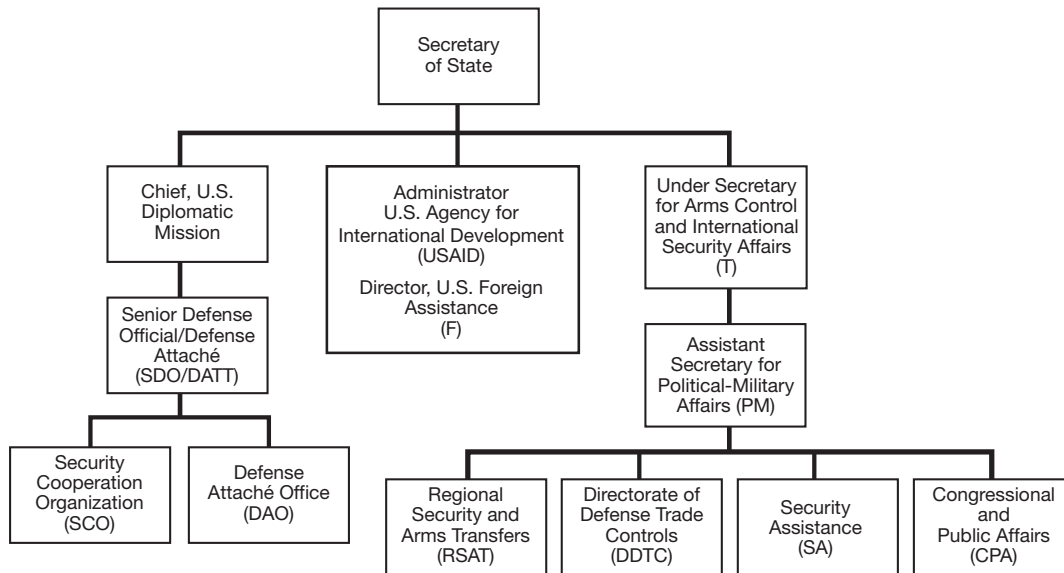 Secretary
of State
Chief, U.S.
Diplomatic
Mission
Administrator
U.S. Agency for
International Development
(USAID)
Director, U.S. Foreign
Assistance
(F)
Under Secretary
for Arms Control
and International
Security Affairs
(T)
Senior Defense
Official/Defense
Attaché
(SDO/DATT)
Assistant
Secretary for
Political-Military
Affairs (PM)
Security
Cooperation
Organization
(SCO)
Defense
Attaché Office
(DAO)
Regional
Security and
Arms Transfers
(RSAT)
Directorate of
Defense Trade
Controls
(DDTC)
Security
Assistance
(SA)
Congressional
and
Public Affairs
(CPA)